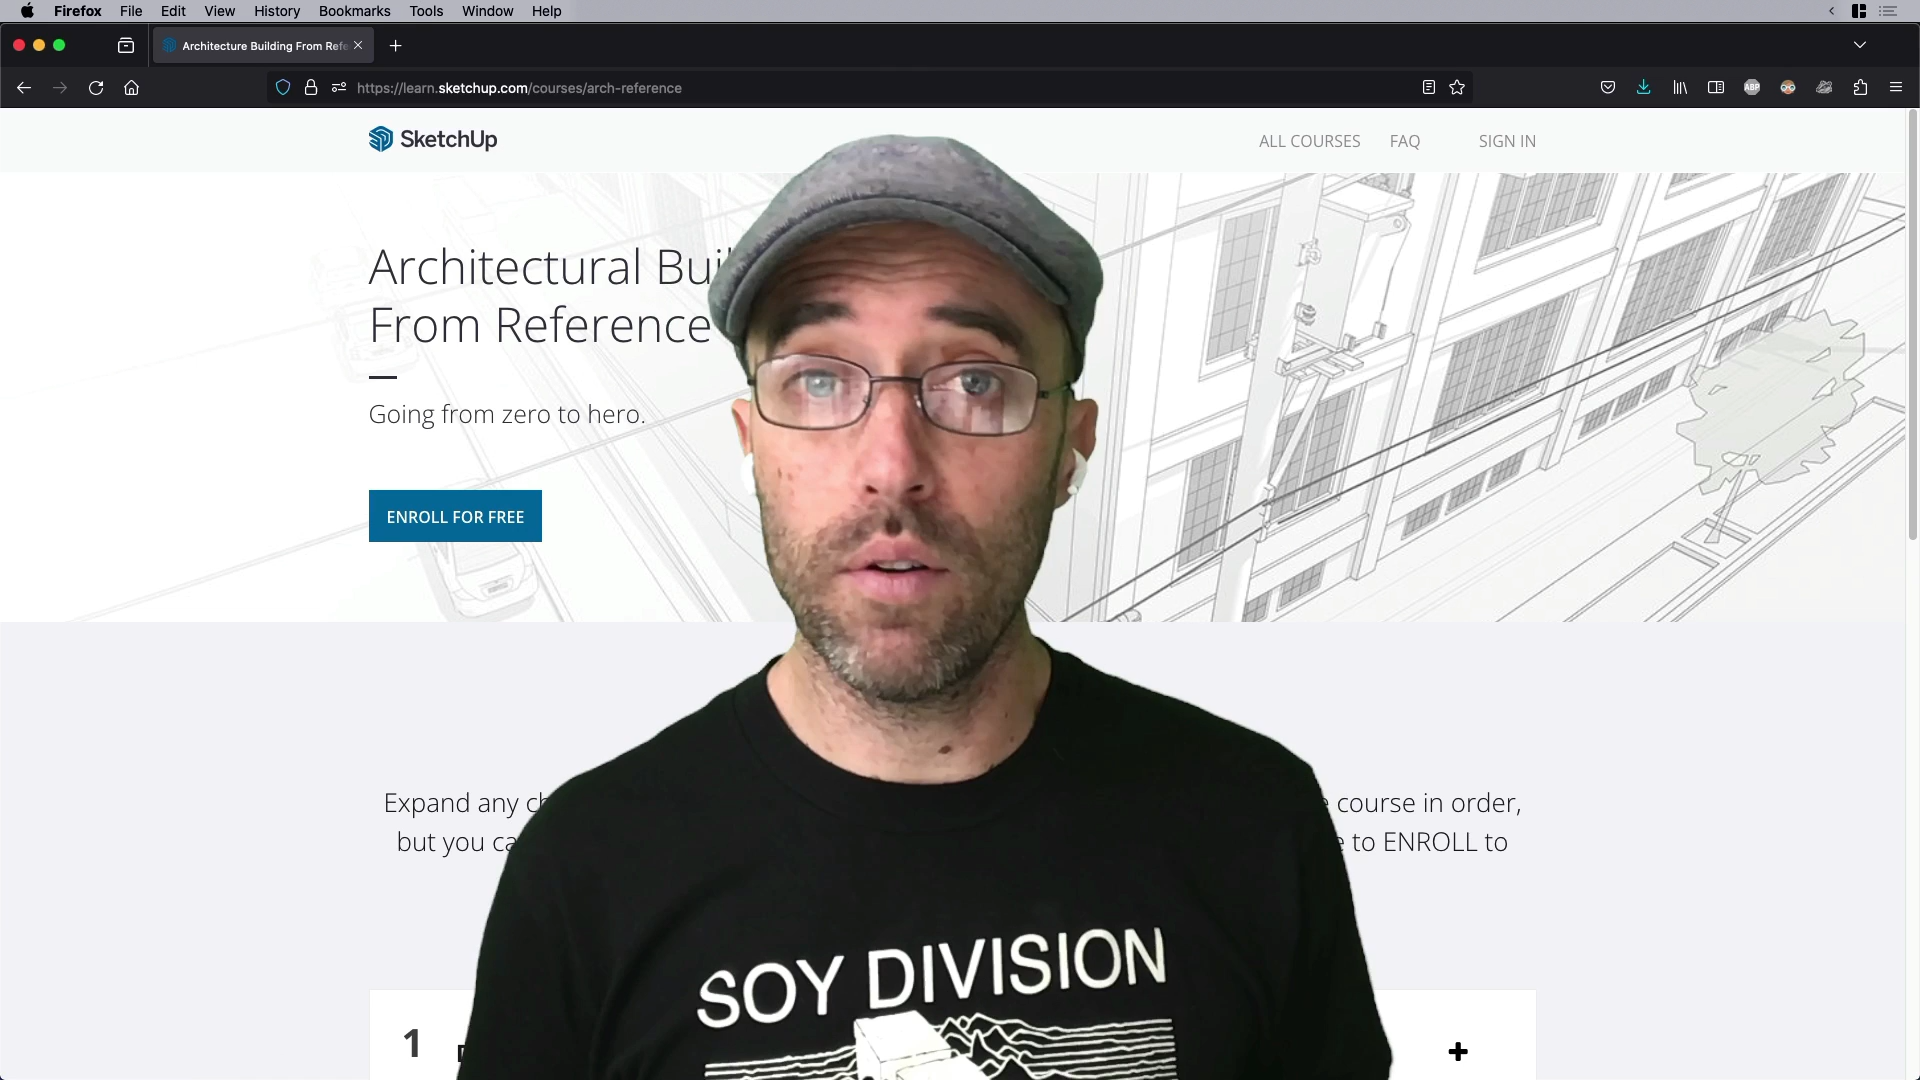 Firefox File Edit View History Bookmarks Tools Window Help
Architecture Building From Refe
https://learn.sketchup.com/courses/arch-reference
ABP
SketchUp
ALL COURSES FAQ SIGN IN
Architectural Bui
From Reference
Going from zero to hero.
ENROLL FOR FREE
Expand any ch
course in order,
but you ca
to ENROLL to
SOY DIVISION
1